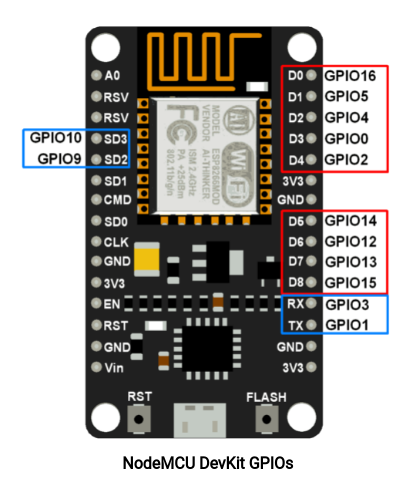 A0
RSV
RSV
GPIO10 SD3
GPIO9 SD2
SD1
CMD
SD0
CLK
GND
3V3
EN
RST
GND
Vin
MODEL ESP8266MOD
VENDOR AI-THINKER
ISM 2.4GHz
PA +25dBm
802.11b/g/n
FC
AI
WiFi
D0 GPIO16
D1 GPIO5
D2 GPIO4
D3 GPIO0
D4 GPIO2
3V3
GND
D5 GPIO14
D6 GPIO12
D7 GPIO13
D8 GPIO15
RX GPIO3
TX GPIO1
GND
3V3
RST
FLASH
NodeMCU DevKit GPIOs